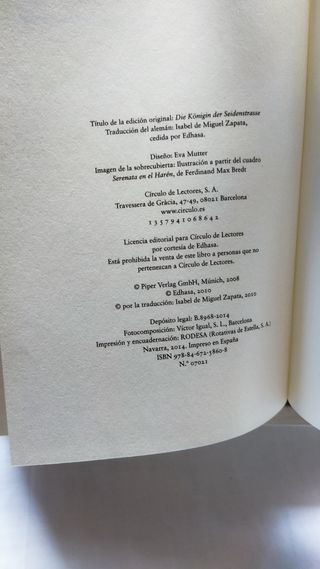 Título de la edición original: Die Königin der Seidenstrasse
Traducción del alemán: Isabel de Miguel Zapata,
cedida por Edhasa.
Diseño: Eva Mutter
Imagen de la sobrecubierta: Ilustración a partir del cuadro
Serenata en el Harén, de Ferdinand Max Bredt
Círculo de Lectores, S. A.
Travessera de Gràcia, 47-49, 08021 Barcelona
www.circulo.es
1 3 5 7 9 4 1 0 6 8 6 4 2
Licencia editorial para Círculo de Lectores
por cortesía de Edhasa.
Está prohibida la venta de este libro a personas que no
pertenezcan a Círculo de Lectores.
© Piper Verlag GmbH, Múnich, 2008
© Edhasa, 2010
© por la traducción: Isabel de Miguel Zapata, 2010
Depósito legal: B.8968-2014
Fotocomposición: Víctor Igual, S. L., Barcelona
Impresión y encuadernación: RODESA (Rotativas de Estella, S. A.)
Navarra, 2014. Impreso en España
ISBN 978-84-672-5860-8
N.º 07021